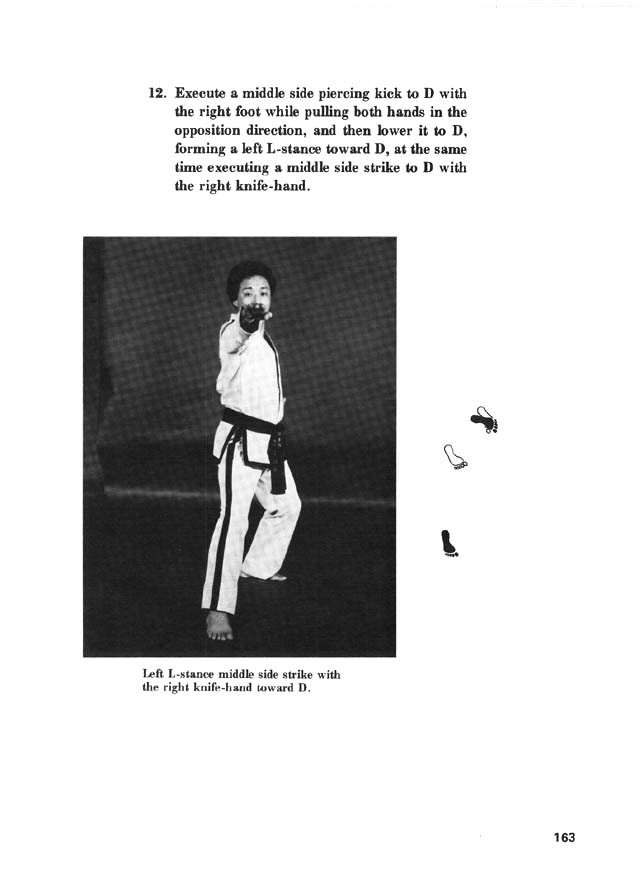 12. Execute a middle side piercing kick to D with
the right foot while pulling both hands in the
opposition direction, and then lower it to D,
forming a left L-stance toward D, at the same
time executing a middle side strike to D with
the right knife-hand.
Left L-stance middle side strike with
the right knife-hand toward D.
163